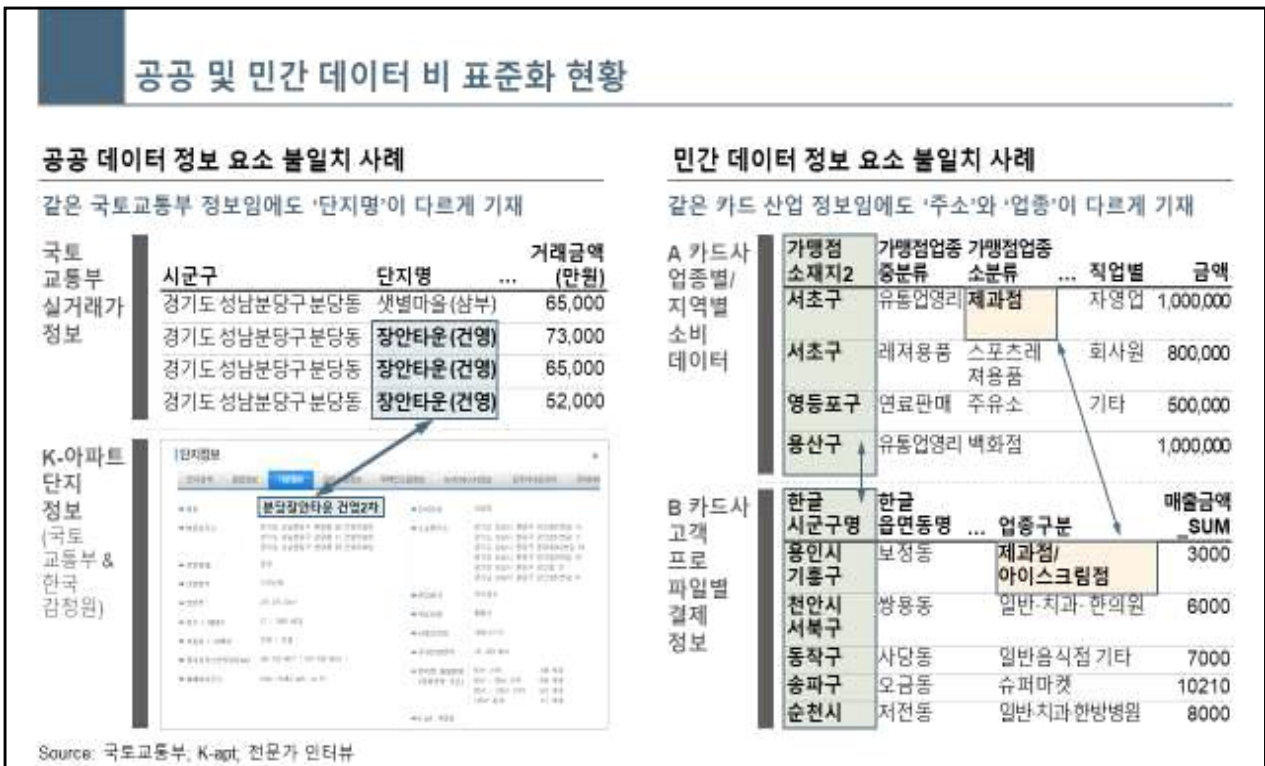 공공 및 민간 데이터 비 표준화 현황
공공 데이터 정보 요소 불일치 사례
같은 국토교통부 정보임에도 ‘단지명’이 다르게 기재
국토
교통부
실거래가
정보
시군구 단지명 ... 거래금액
(만원)
경기도 성남분당구 분당동 샛별마을(삼부) 65,000
경기도 성남분당구 분당동 장안타운(건영) 73,000
경기도 성남분당구 분당동 장안타운(건영) 65,000
경기도 성남분당구 분당동 장안타운(건영) 52,000
K-아파트
단지
정보
(국토
교통부 &
한국
감정원)
단지정보
분당장안타운 건영2차
민간 데이터 정보 요소 불일치 사례
같은 카드 산업 정보임에도 ‘주소’와 ‘업종’이 다르게 기재
A 카드사
업종별/
지역별
소비
데이터
가맹점 가맹점업종 가맹점업종
소재지2 중분류 소분류 ... 직업별 금액
서초구 유통업영리 제과점 자영업 1,000,000
서초구 레저용품 스포츠레 회사원 800,000
저용품
영등포구 연료판매 주유소 기타 500,000
용산구 유통업영리 백화점 1,000,000
B 카드사
고객
프로
파일별
결제
정보
한글 한글 매출금액
시군구명 읍면동명 ... 업종구분 _SUM
용인시 보정동 제과점/ 3000
기흥구 아이스크림점
천안시 쌍용동 일반·치과·한의원 6000
서북구
동작구 사당동 일반음식점 기타 7000
송파구 오금동 슈퍼마켓 10210
순천시 저전동 일반·치과·한방병원 8000
Source: 국토교통부, K-apt, 전문가 인터뷰